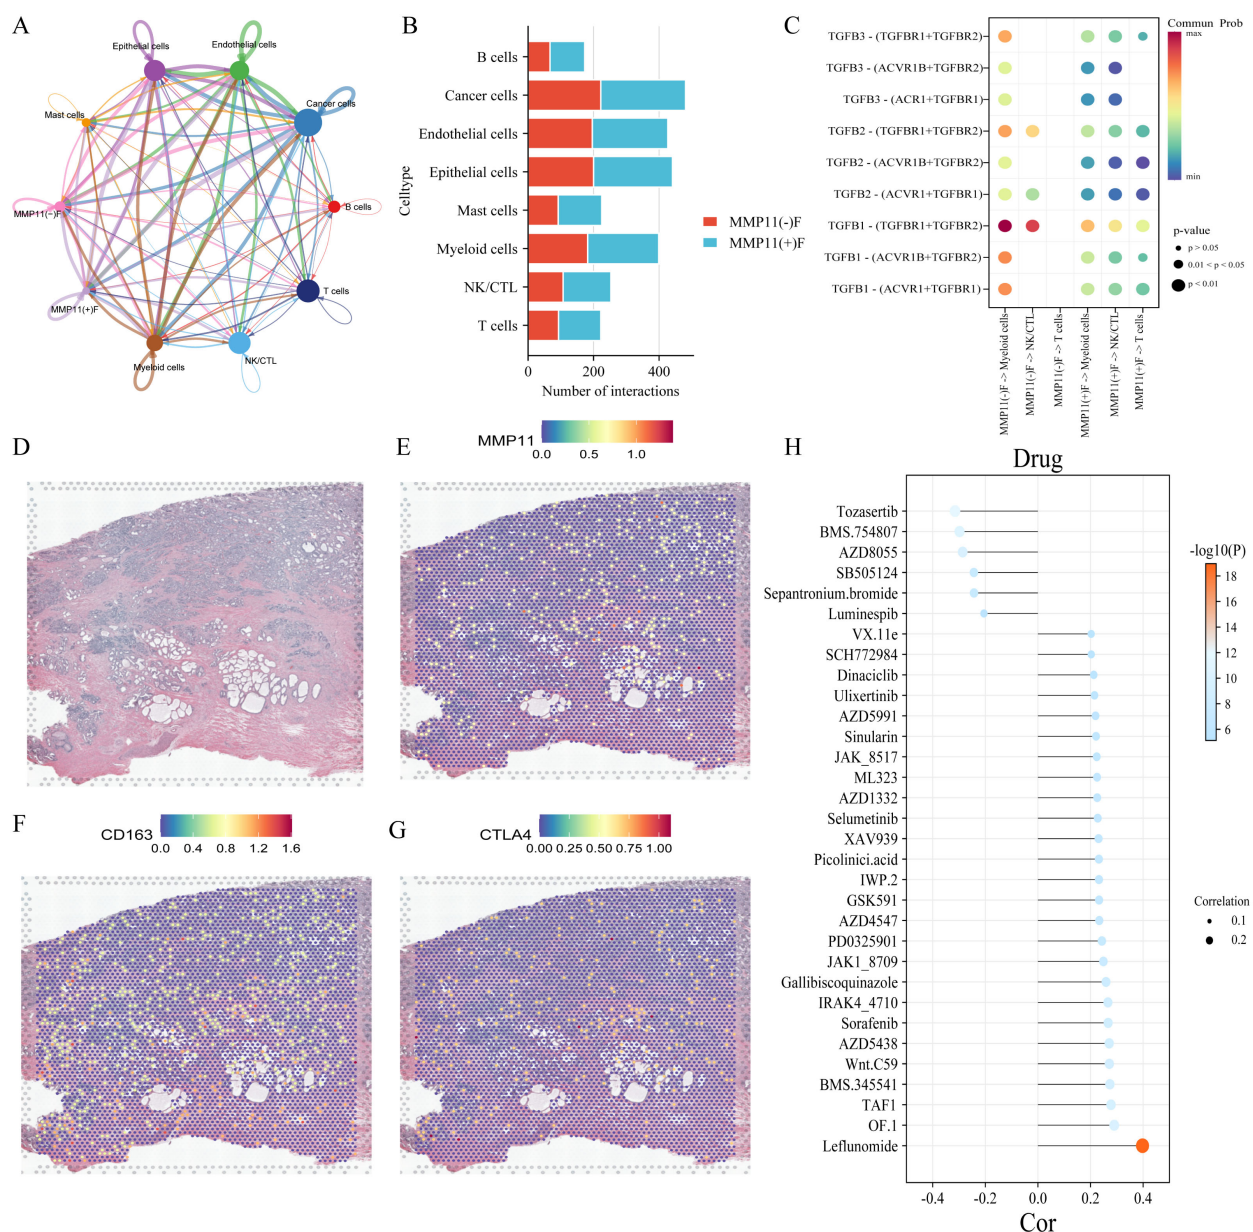 A
Epithelial cells
Endothelial cells
Mast cells
Cancer cells
MMP11(−)F
B cells
MMP11(+)F
T cells
Myeloid cells
NK/CTL
B
Celltype
B cells
Cancer cells
Endothelial cells
Epithelial cells
Mast cells
Myeloid cells
NK/CTL
T cells
0 200 400
Number of interactions
MMP11(-)F
MMP11(+)F
C
TGFB3 - (TGFBR1+TGFBR2)
TGFB3 - (ACVR1B+TGFBR2)
TGFB3 - (ACR1+TGFBR1)
TGFB2 - (TGFBR1+TGFBR2)
TGFB2 - (ACVR1B+TGFBR2)
TGFB2 - (ACVR1+TGFBR1)
TGFB1 - (TGFBR1+TGFBR2)
TGFB1 - (ACVR1B+TGFBR2)
TGFB1 - (ACVR1+TGFBR1)
MMP11(-)F -> Myeloid cells
MMP11(-)F -> NK/CTL
MMP11(-)F -> T cells
MMP11(+)F -> Myeloid cells
MMP11(+)F -> NK/CTL
MMP11(+)F -> T cells
Commun Prob
max
min
p-value
p > 0.05
0.01 < p < 0.05
p < 0.01
D
E
MMP11
0.0 0.5 1.0
F
CD163
0.0 0.4 0.8 1.2 1.6
G
CTLA4
0.00 0.25 0.50 0.75 1.00
H
Drug
Tozasertib
BMS.754807
AZD8055
SB505124
Sepantronium.bromide
Luminespib
VX.11e
SCH772984
Dinaciclib
Ulixertinib
AZD5991
Sinularin
JAK_8517
ML323
AZD1332
Selumetinib
XAV939
Picolinici.acid
IWP.2
GSK591
AZD4547
PD0325901
JAK1_8709
Gallibiscoquinazole
IRAK4_4710
Sorafenib
AZD5438
Wnt.C59
BMS.345541
TAF1
OF.1
Leflunomide
-0.4 -0.2 0.0 0.2 0.4
Cor
-log10(P)
18
16
14
12
10
8
6
Correlation
0.1
0.2